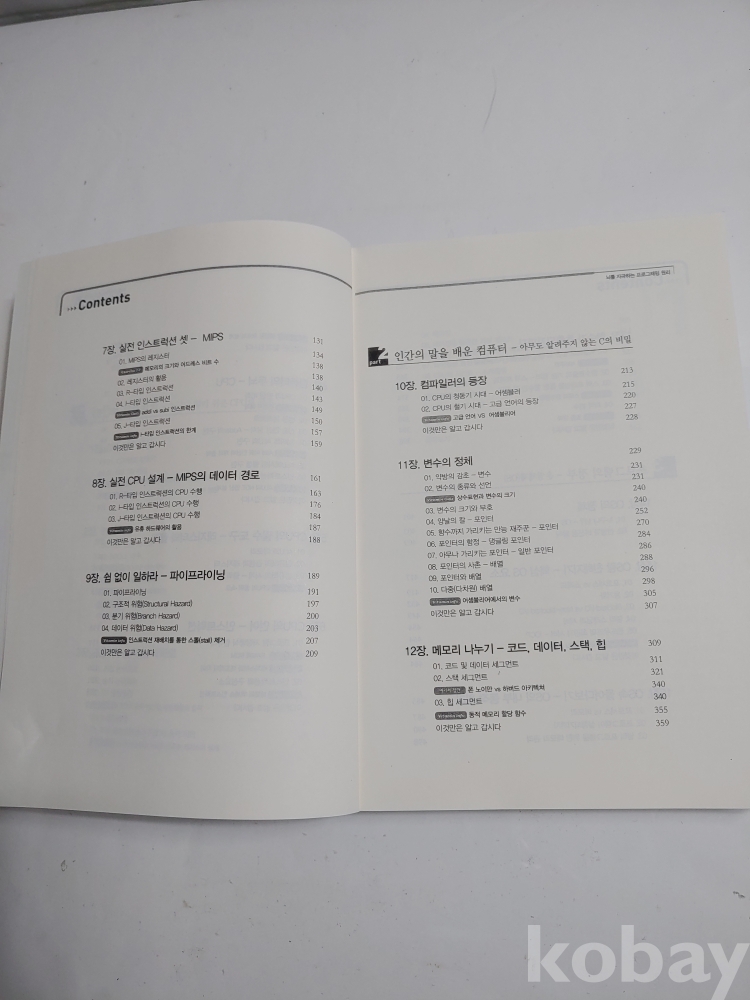 Contents
7장. 실전 인스트럭션 셋 - MIPS 131
01. MIPS의 레지스터 134
메모리의 크기와 어드레스 비트 수 138
02. 레지스터의 활용 138
03. R-타입 인스트럭션 140
04. I-타입 인스트럭션 143
addi vs subi 인스트럭션 149
05. J-타입 인스트럭션 150
I-타입 인스트럭션의 한계 157
이것만은 알고 갑시다 159
8장. 실전 CPU 설계 - MIPS의 데이터 경로 161
01. R-타입 인스트럭션의 CPU 수행 163
02. I-타입 인스트럭션의 CPU 수행 176
03. J-타입 인스트럭션의 CPU 수행 184
유휴 하드웨어의 활용 187
이것만은 알고 갑시다 188
9장. 쉼 없이 일하라 - 파이프라이닝 189
01. 파이프라이닝 191
02. 구조적 위험(Structural Hazard) 197
03. 분기 위험(Branch Hazard) 200
04. 데이터 위험(Data Hazard) 203
인스트럭션 재배치를 통한 스톨(stall) 제거 207
이것만은 알고 갑시다 209
나를 자극하는 프로그래밍 원리
part 2 인간의 말을 배운 컴퓨터 - 아무도 알려주지 않는 C의 비밀
10장. 컴파일러의 등장 213
01. CPU의 청동기 시대 - 어셈블러 215
02. CPU의 철기 시대 - 고급 언어의 등장 220
고급 언어 VS 어셈블리어 227
이것만은 알고 갑시다 228
11장. 변수의 정체 229
01. 약방의 감초 - 변수 231
02. 변수의 종류와 선언 231
상수표현과 변수의 크기 240
03. 변수의 크기와 부호 240
04. 양날의 칼 - 포인터 252
05. 함수까지 가리키는 만능 재주꾼 - 포인터 270
06. 포인터의 함정 - 댕글링 포인터 284
07. 아무나 가리키는 포인터 - 일반 포인터 286
08. 포인터의 사촌 - 배열 288
09. 포인터와 배열 296
10. 다중(다차원) 배열 298
어셈블리어에서의 변수 305
이것만은 알고 갑시다 307
12장. 메모리 나누기 - 코드, 데이터, 스택, 힙 309
01. 코드 및 데이터 세그먼트 311
02. 스택 세그먼트 321
폰 노이만 vs 하버드 아키텍처 340
03. 힙 세그먼트 340
동적 메모리 할당 함수 355
이것만은 알고 갑시다 359
kobay